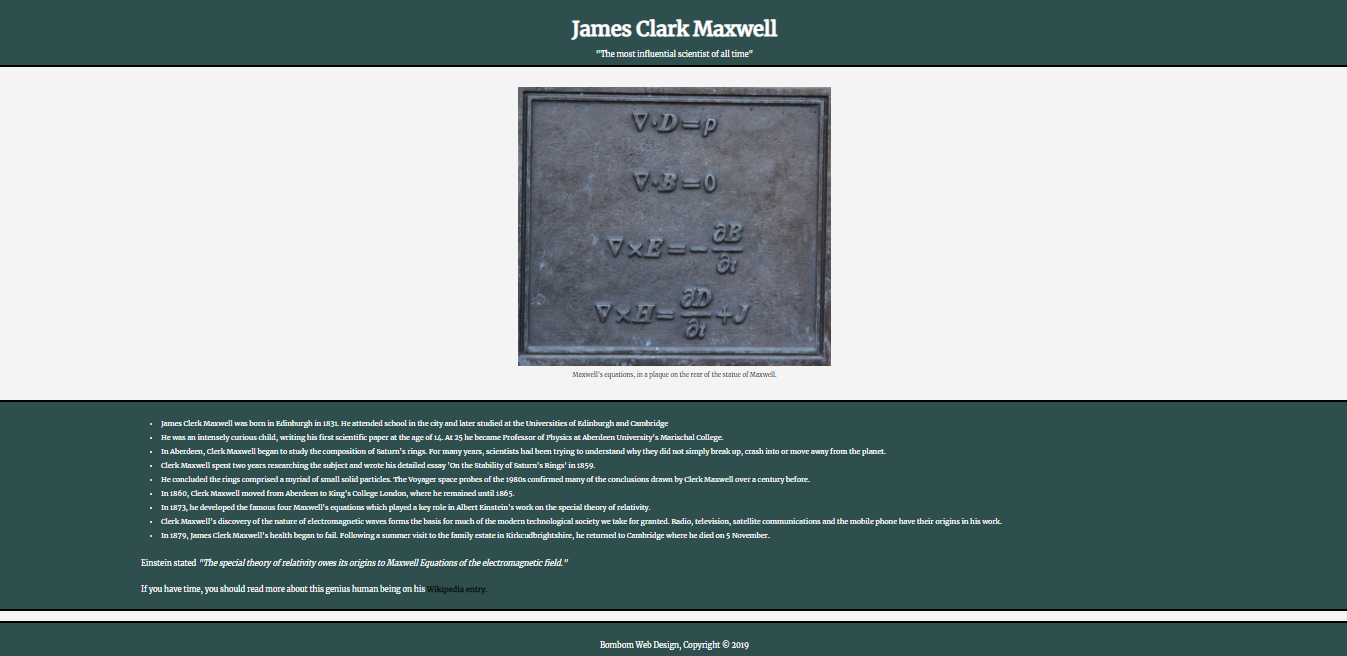 James Clark Maxwell
"The most influential scientist of all time"
∇·D=ρ
∇·B=0
∇×E=-∂B/∂t
∇×H=∂D/∂t+J
Maxwell's equations, in a plaque on the rear of the statue of Maxwell.
James Clerk Maxwell was born in Edinburgh in 1831. He attended school in the city and later studied at the Universities of Edinburgh and Cambridge
He was an intensely curious child, writing his first scientific paper at the age of 14. At 25 he became Professor of Physics at Aberdeen University's Marischal College.
In Aberdeen, Clerk Maxwell began to study the composition of Saturn's rings. For many years, scientists had been trying to understand why they did not simply break up, crash into or move away from the planet.
Clerk Maxwell spent two years researching the subject and wrote his detailed essay 'On the Stability of Saturn's Rings' in 1859.
He concluded the rings comprised a myriad of small solid particles. The Voyager space probes of the 1980s confirmed many of the conclusions drawn by Clerk Maxwell over a century before.
In 1860, Clerk Maxwell moved from Aberdeen to King's College London, where he remained until 1865.
In 1873, he developed the famous four Maxwell's equations which played a key role in Albert Einstein's work on the special theory of relativity.
Clerk Maxwell's discovery of the nature of electromagnetic waves forms the basis for much of the modern technological society we take for granted. Radio, television, satellite communications and the mobile phone have their origins in his work.
In 1879, James Clerk Maxwell's health began to fail. Following a summer visit to the family estate in Kirkcudbrightshire, he returned to Cambridge where he died on 5 November.
Einstein stated "The special theory of relativity owes its origins to Maxwell Equations of the electromagnetic field."
If you have time, you should read more about this genius human being on his Wikipedia entry.
Bombom Web Design, Copyright © 2019